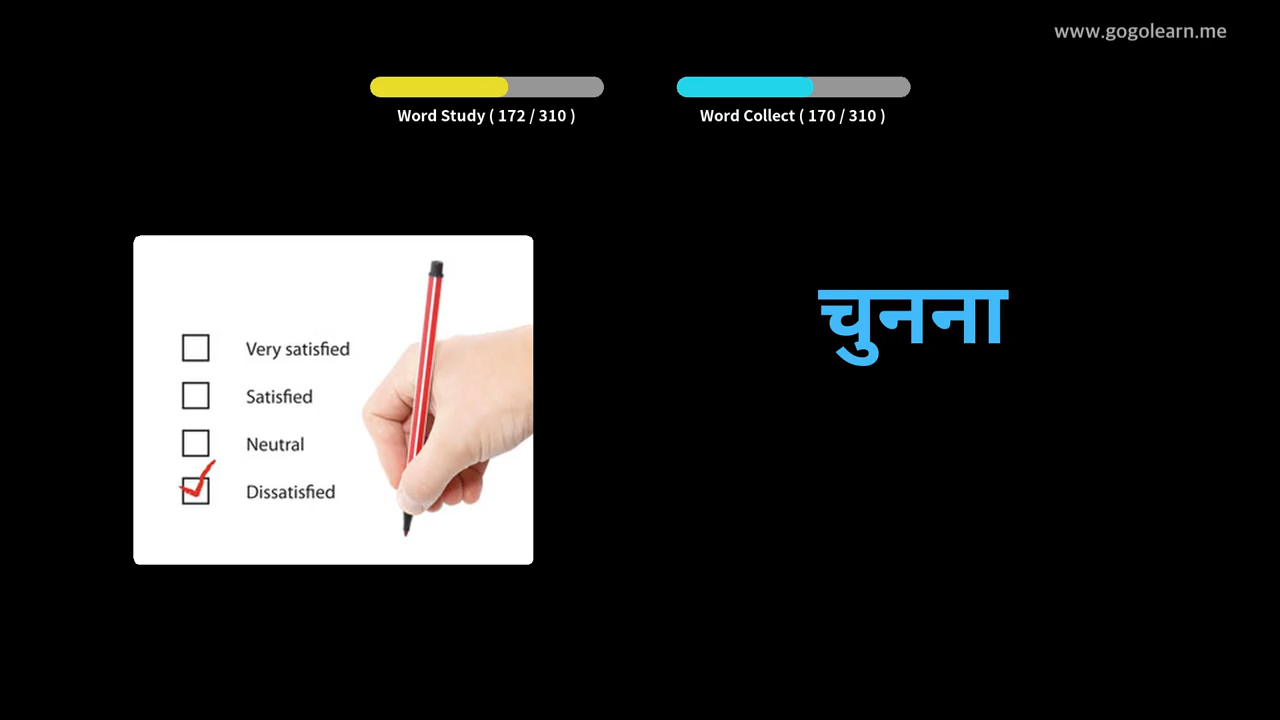 www.gogolearn.me
Word Study ( 172 / 310 )
Word Collect ( 170 / 310 )
Very satisfied
Satisfied
Neutral
Dissatisfied
चुनना